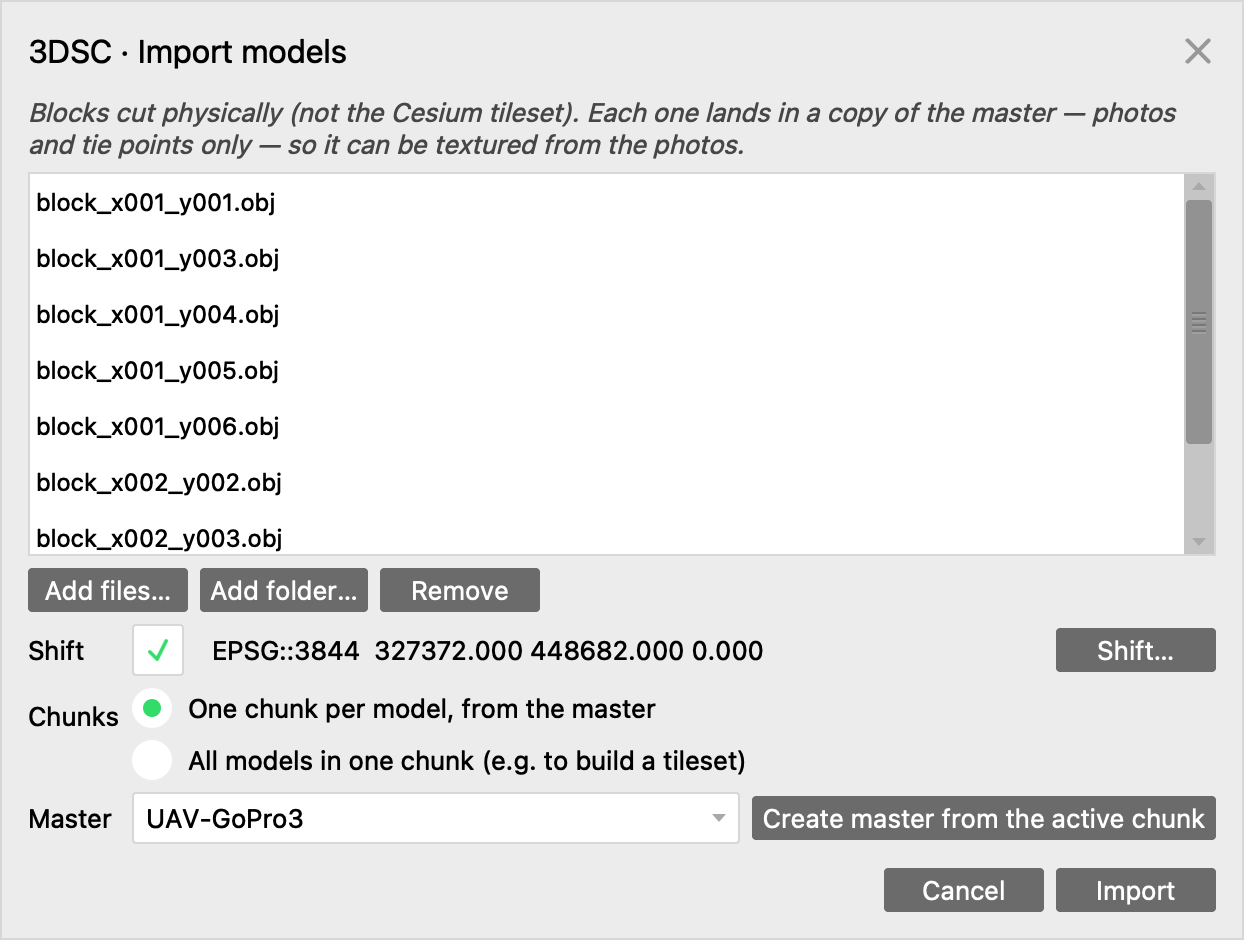 3DSC · Import models
Blocks cut physically (not the Cesium tileset). Each one lands in a copy of the master — photos
and tie points only — so it can be textured from the photos.
block_x001_y001.obj
block_x001_y003.obj
block_x001_y004.obj
block_x001_y005.obj
block_x001_y006.obj
block_x002_y002.obj
block_x002_y003.obj
Add files... Add folder... Remove
Shift EPSG::3844 327372.000 448682.000 0.000 Shift...
Chunks One chunk per model, from the master
All models in one chunk (e.g. to build a tileset)
Master UAV-GoPro3 Create master from the active chunk
Cancel Import